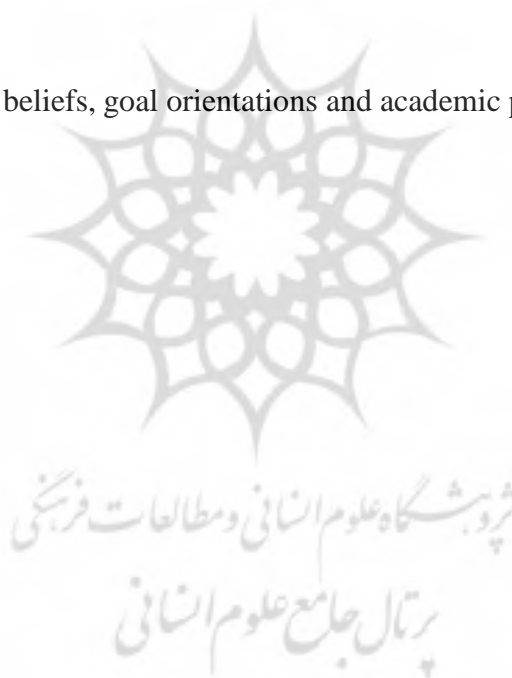 beliefs, goal orientations and academic p
پژوهشگاه علوم انسانی و مطالعات فرهنگی
پرتال جامع علوم انسانی